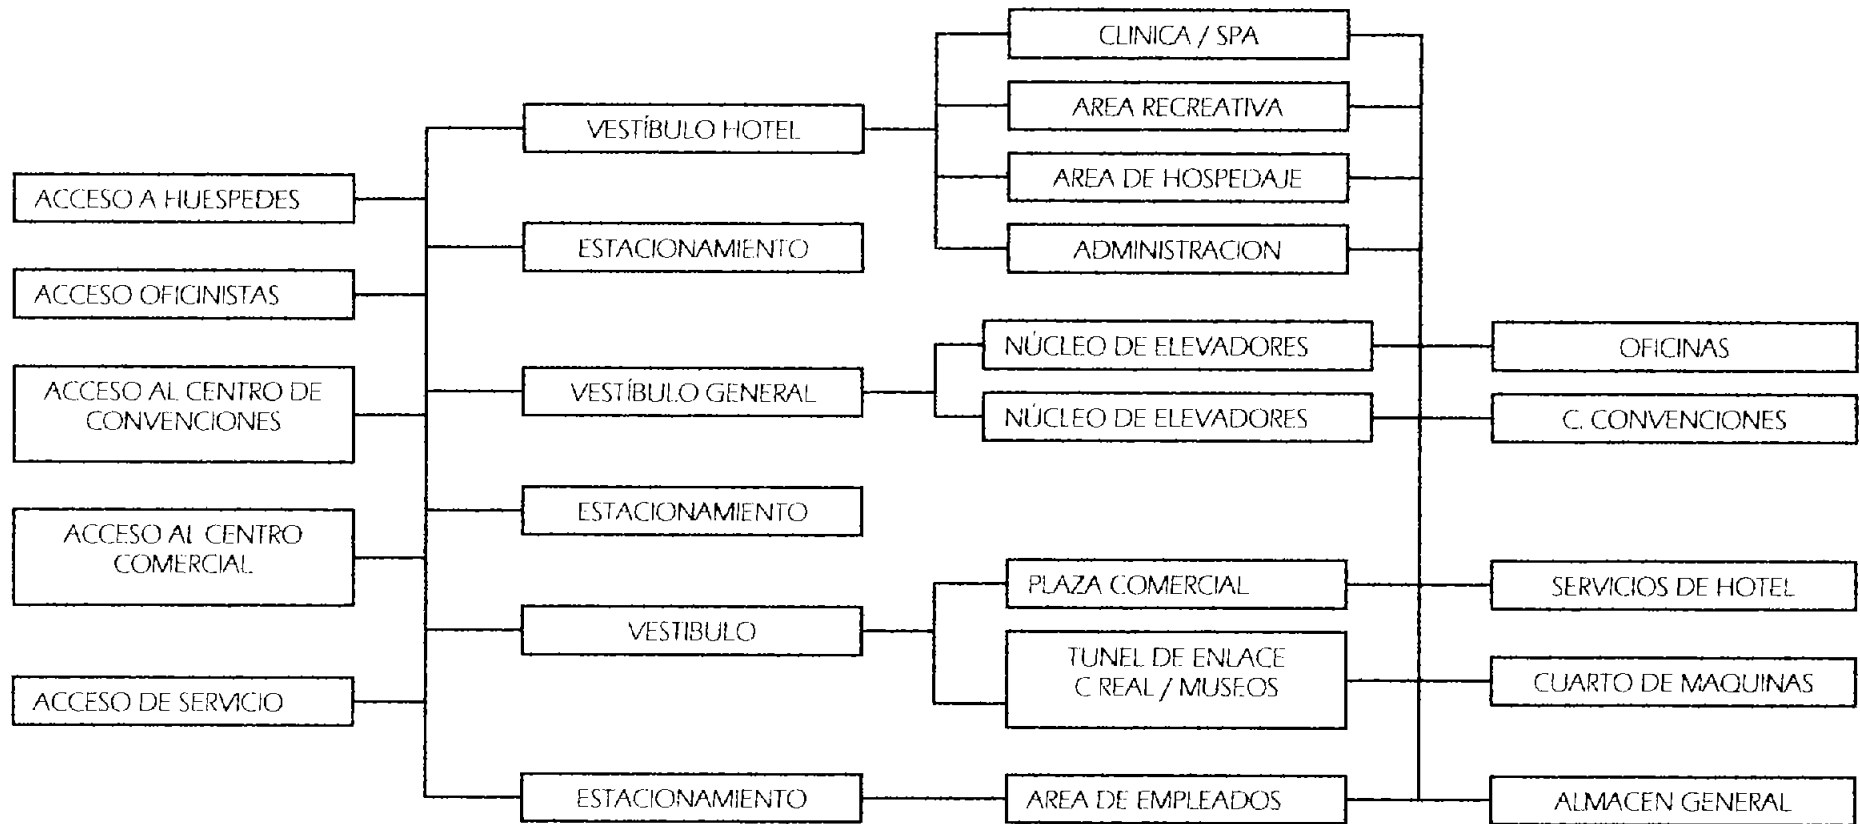 ACCESO A HUESPEDES
ACCESO OFICINISTAS
ACCESO AL CENTRO DE
CONVENCIONES
ACCESO AL CENTRO
COMERCIAL
ACCESO DE SERVICIO
VESTÍBULO HOTEL
ESTACIONAMIENTO
VESTÍBULO GENERAL
ESTACIONAMIENTO
VESTIBULO
ESTACIONAMIENTO
CLINICA / SPA
AREA RECREATIVA
AREA DE HOSPEDAJE
ADMINISTRACION
NÚCLEO DE ELEVADORES
NÚCLEO DE ELEVADORES
PLAZA COMERCIAL
TUNEL DE ENLACE
C REAL / MUSEOS
AREA DE EMPLEADOS
OFICINAS
C. CONVENCIONES
SERVICIOS DE HOTEL
CUARTO DE MAQUINAS
ALMACEN GENERAL